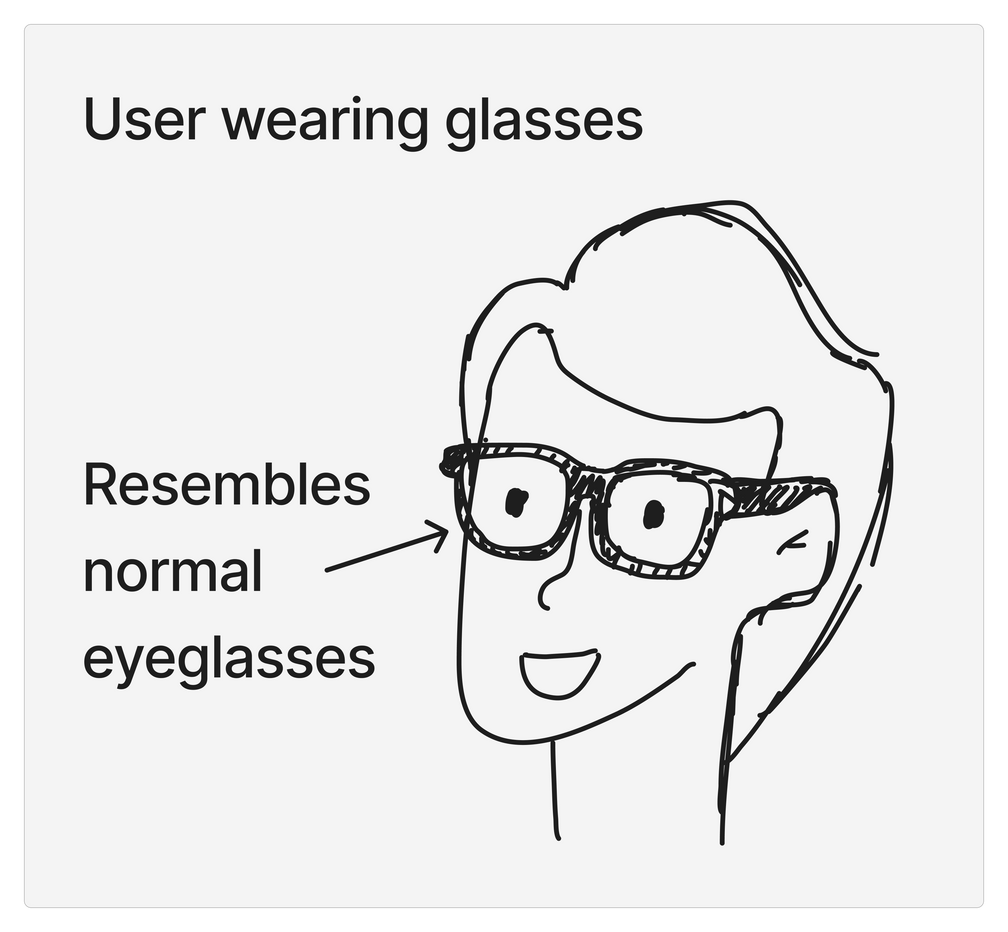 User wearing glasses
Resembles
normal
eyeglasses